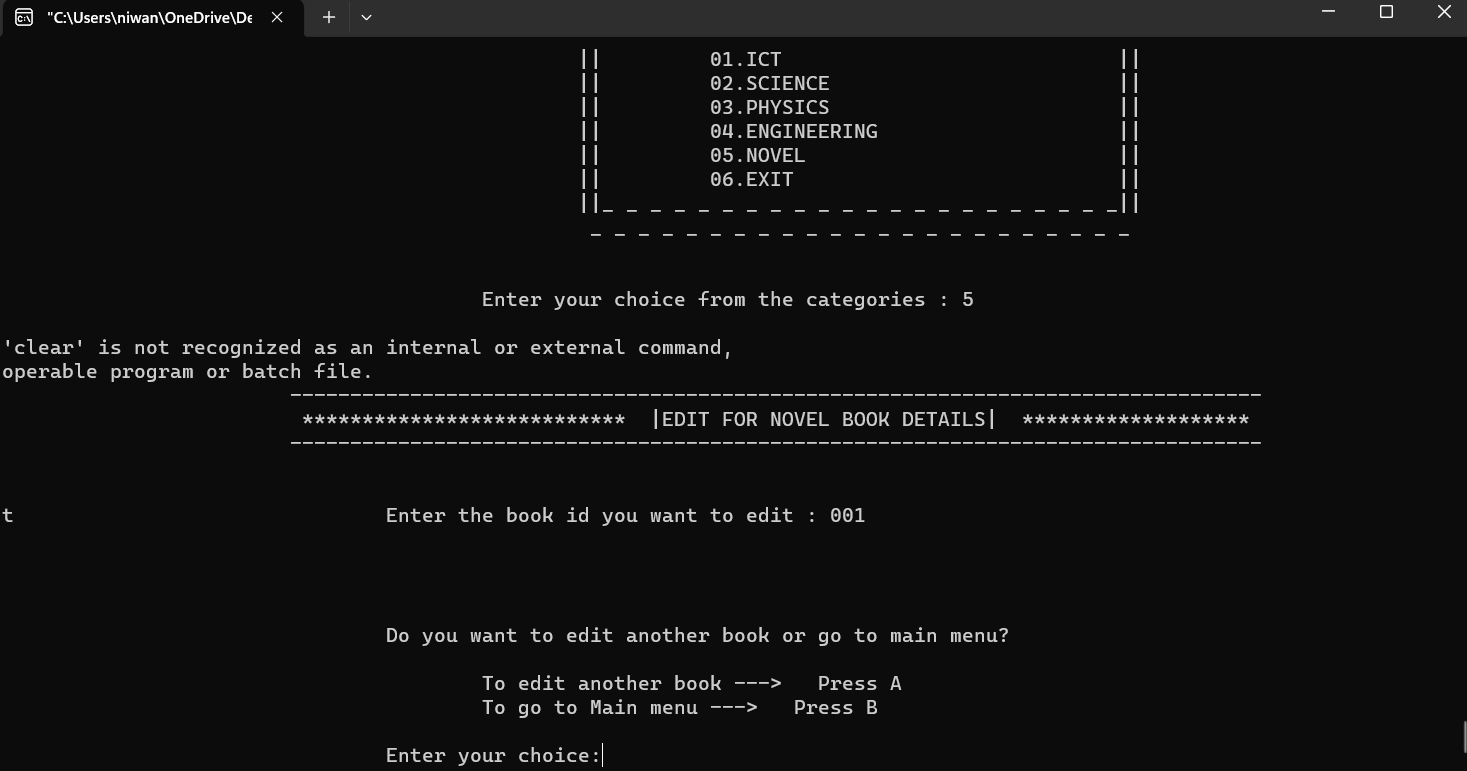 "C:\Users\niwan\OneDrive\De
|| 01.ICT ||
|| 02.SCIENCE ||
|| 03.PHYSICS ||
|| 04.ENGINEERING ||
|| 05.NOVEL ||
|| 06.EXIT ||
||_ _ _ _ _ _ _ _ _ _ _ _ _ _ _ _ _ _ _ _ _ _||
_ _ _ _ _ _ _ _ _ _ _ _ _ _ _ _ _ _ _ _ _ _ _
Enter your choice from the categories : 5
'clear' is not recognized as an internal or external command,
operable program or batch file.
---------------------------------------------------------------------------------
*************************** |EDIT FOR NOVEL BOOK DETAILS| *******************
---------------------------------------------------------------------------------
t Enter the book id you want to edit : 001
Do you want to edit another book or go to main menu?
To edit another book ---> Press A
To go to Main menu ---> Press B
Enter your choice: